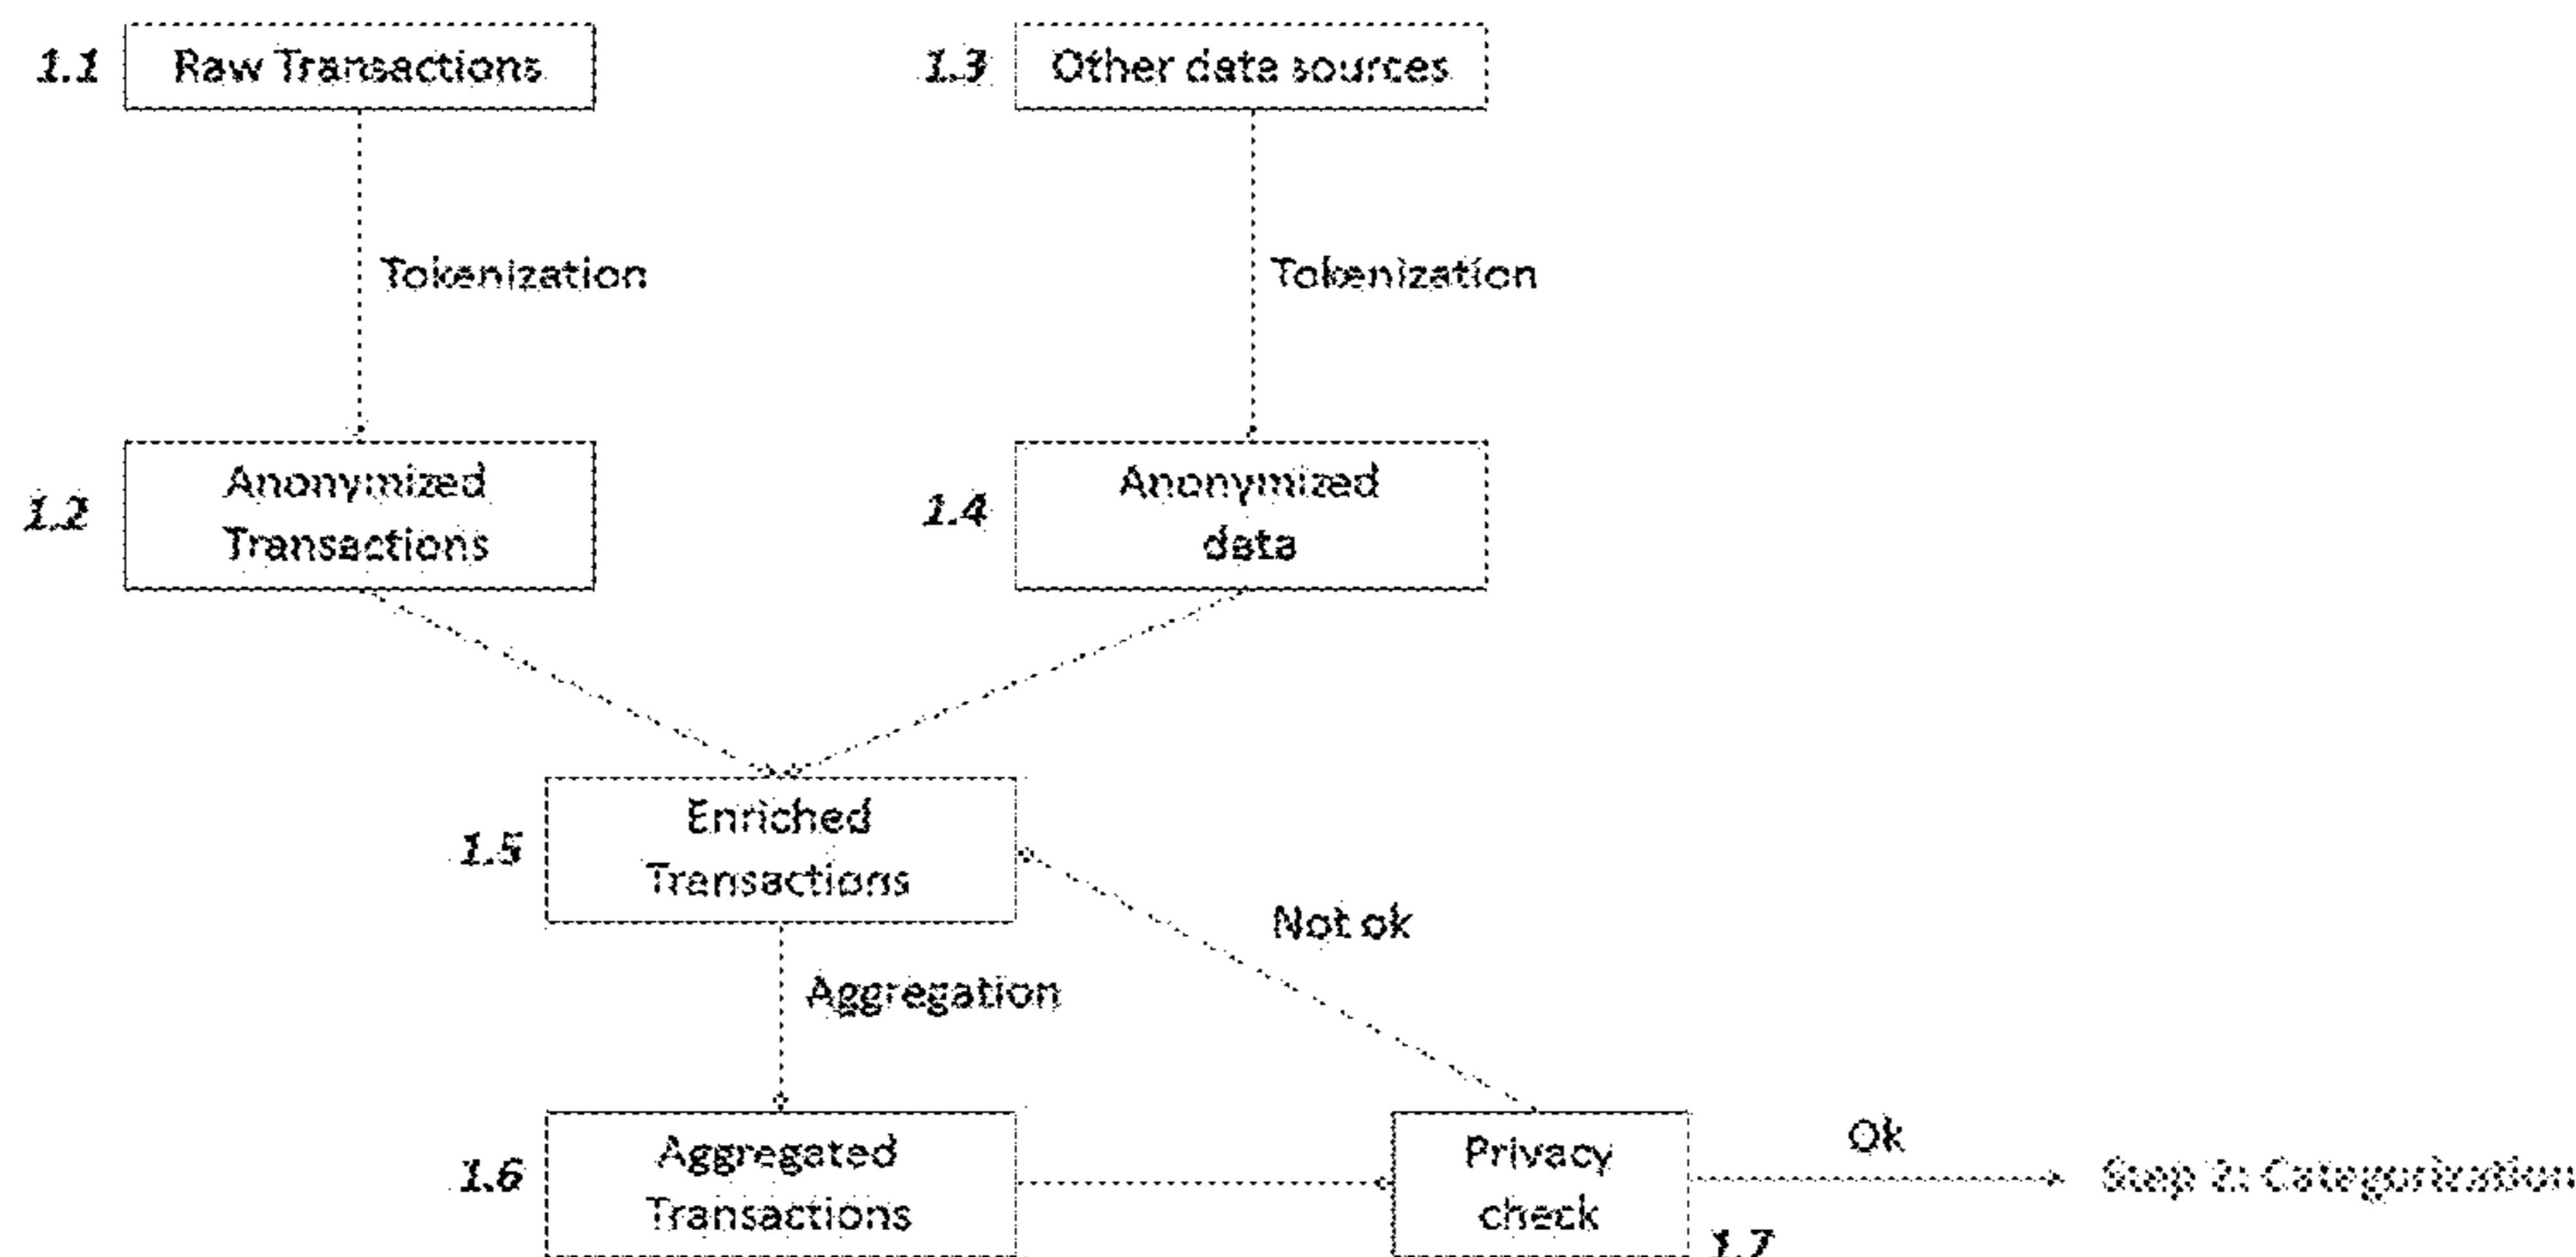 1.1 Raw Transactions
1.3 Other data sources
Tokenization
Tokenization
1.2 Anonymized
Transactions
1.4 Anonymized
data
1.5 Enriched
Transactions
Not ok
Aggregation
1.6 Aggregated
Transactions
Privacy
check
1.7
Ok
Step 2: Categorization